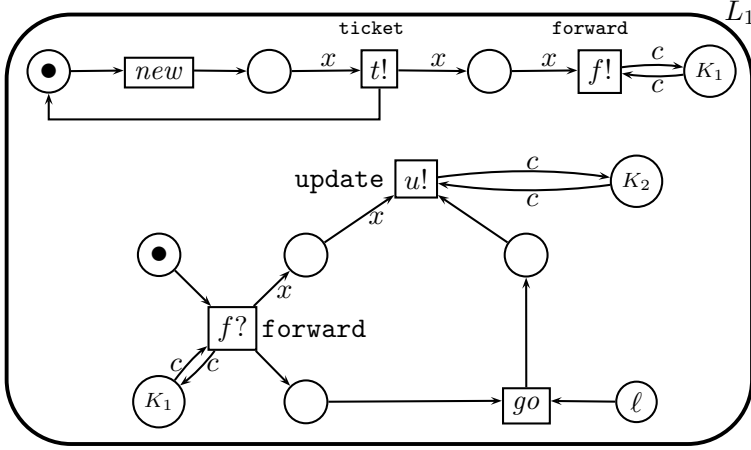 L₁
ticket forward
new x t! x x f! c c K₁
update u! c c K₂
x
x
f? forward
c c
K₁ go ℓ